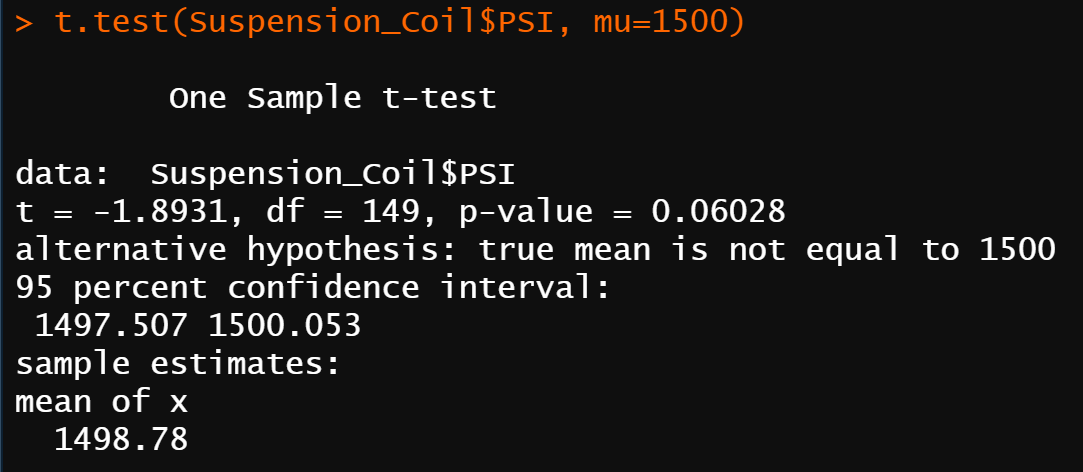 > t.test(Suspension_Coil$PSI, mu=1500)
One Sample t-test
data:  Suspension_Coil$PSI
t = -1.8931, df = 149, p-value = 0.06028
alternative hypothesis: true mean is not equal to 1500
95 percent confidence interval:
1497.507 1500.053
sample estimates:
mean of x
1498.78